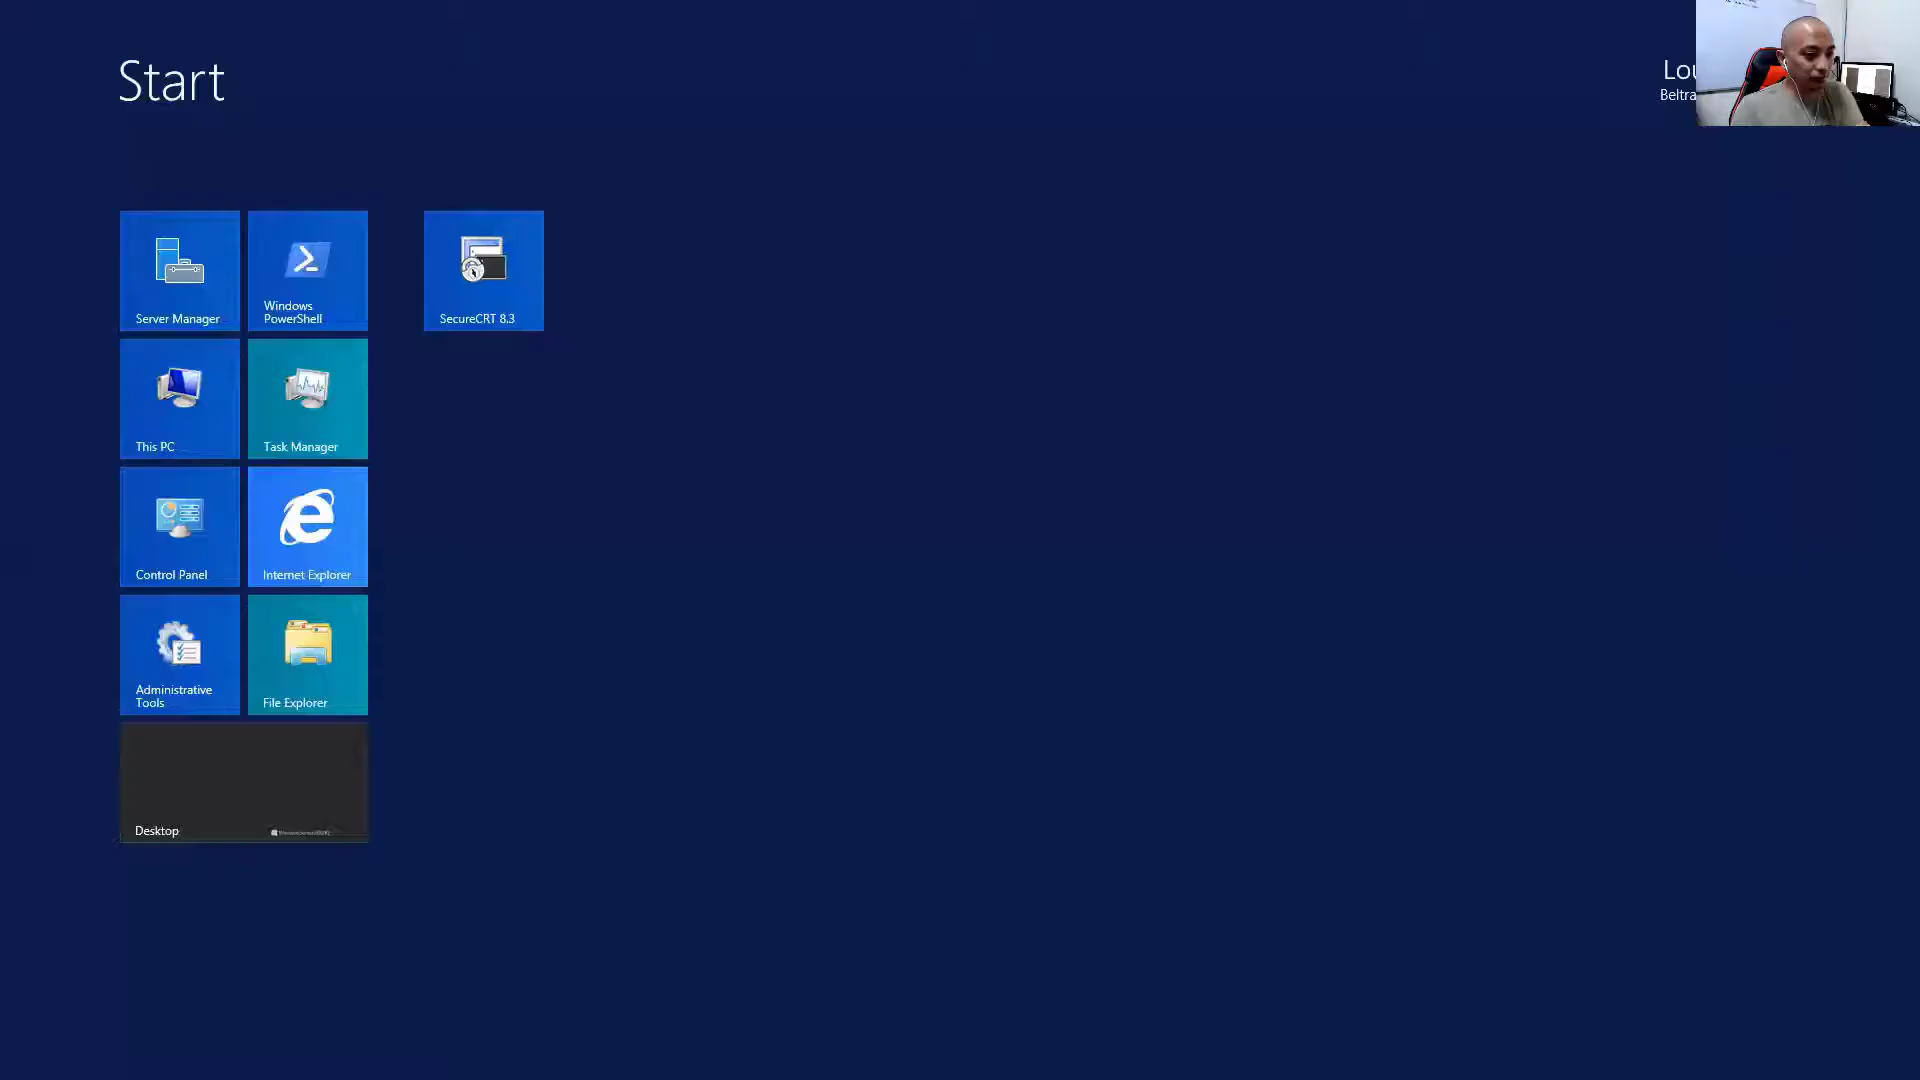 Start
Lou
Beltra
Server Manager
Windows
PowerShell
SecureCRT 8.3
This PC
Task Manager
Control Panel
Internet Explorer
Administrative
Tools
File Explorer
Desktop